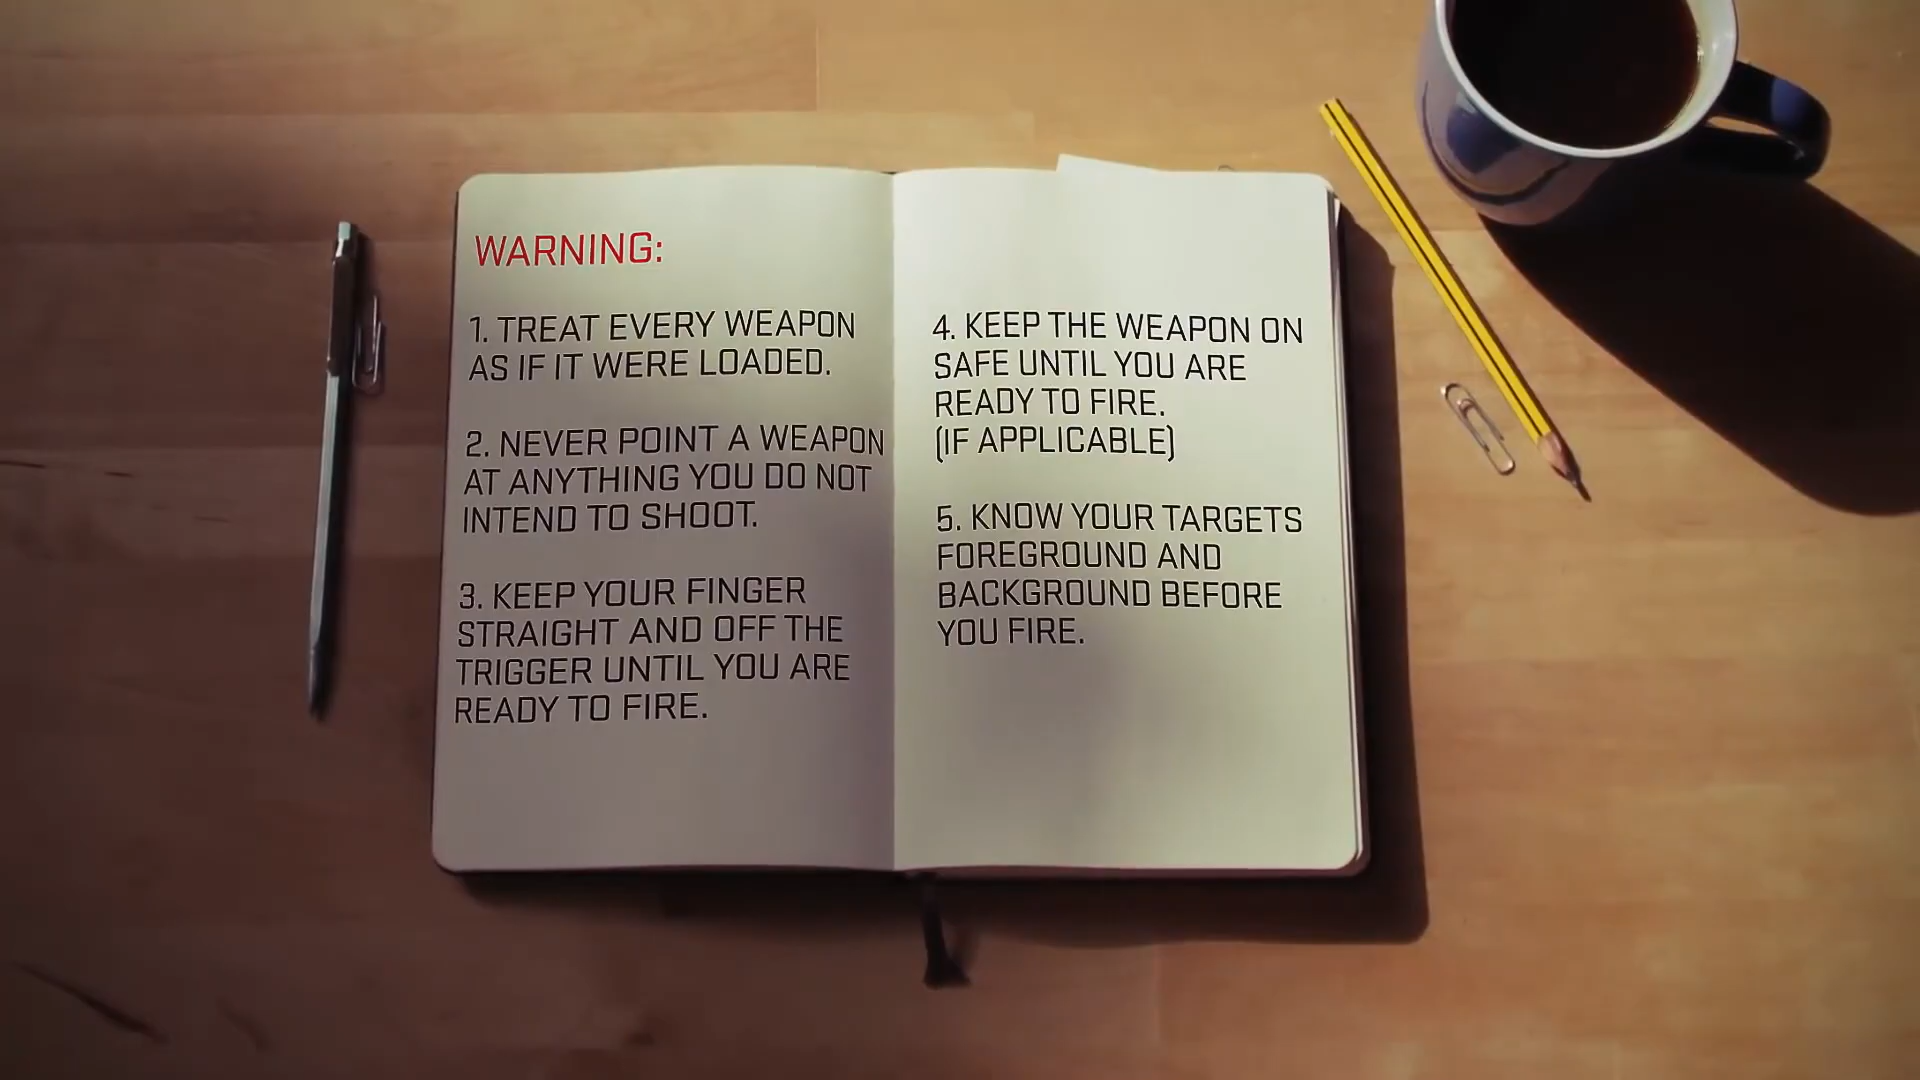 WARNING:
1. TREAT EVERY WEAPON
AS IF IT WERE LOADED.
2. NEVER POINT A WEAPON
AT ANYTHING YOU DO NOT
INTEND TO SHOOT.
3. KEEP YOUR FINGER
STRAIGHT AND OFF THE
TRIGGER UNTIL YOU ARE
READY TO FIRE.
4. KEEP THE WEAPON ON
SAFE UNTIL YOU ARE
READY TO FIRE.
(IF APPLICABLE)
5. KNOW YOUR TARGETS
FOREGROUND AND
BACKGROUND BEFORE
YOU FIRE.